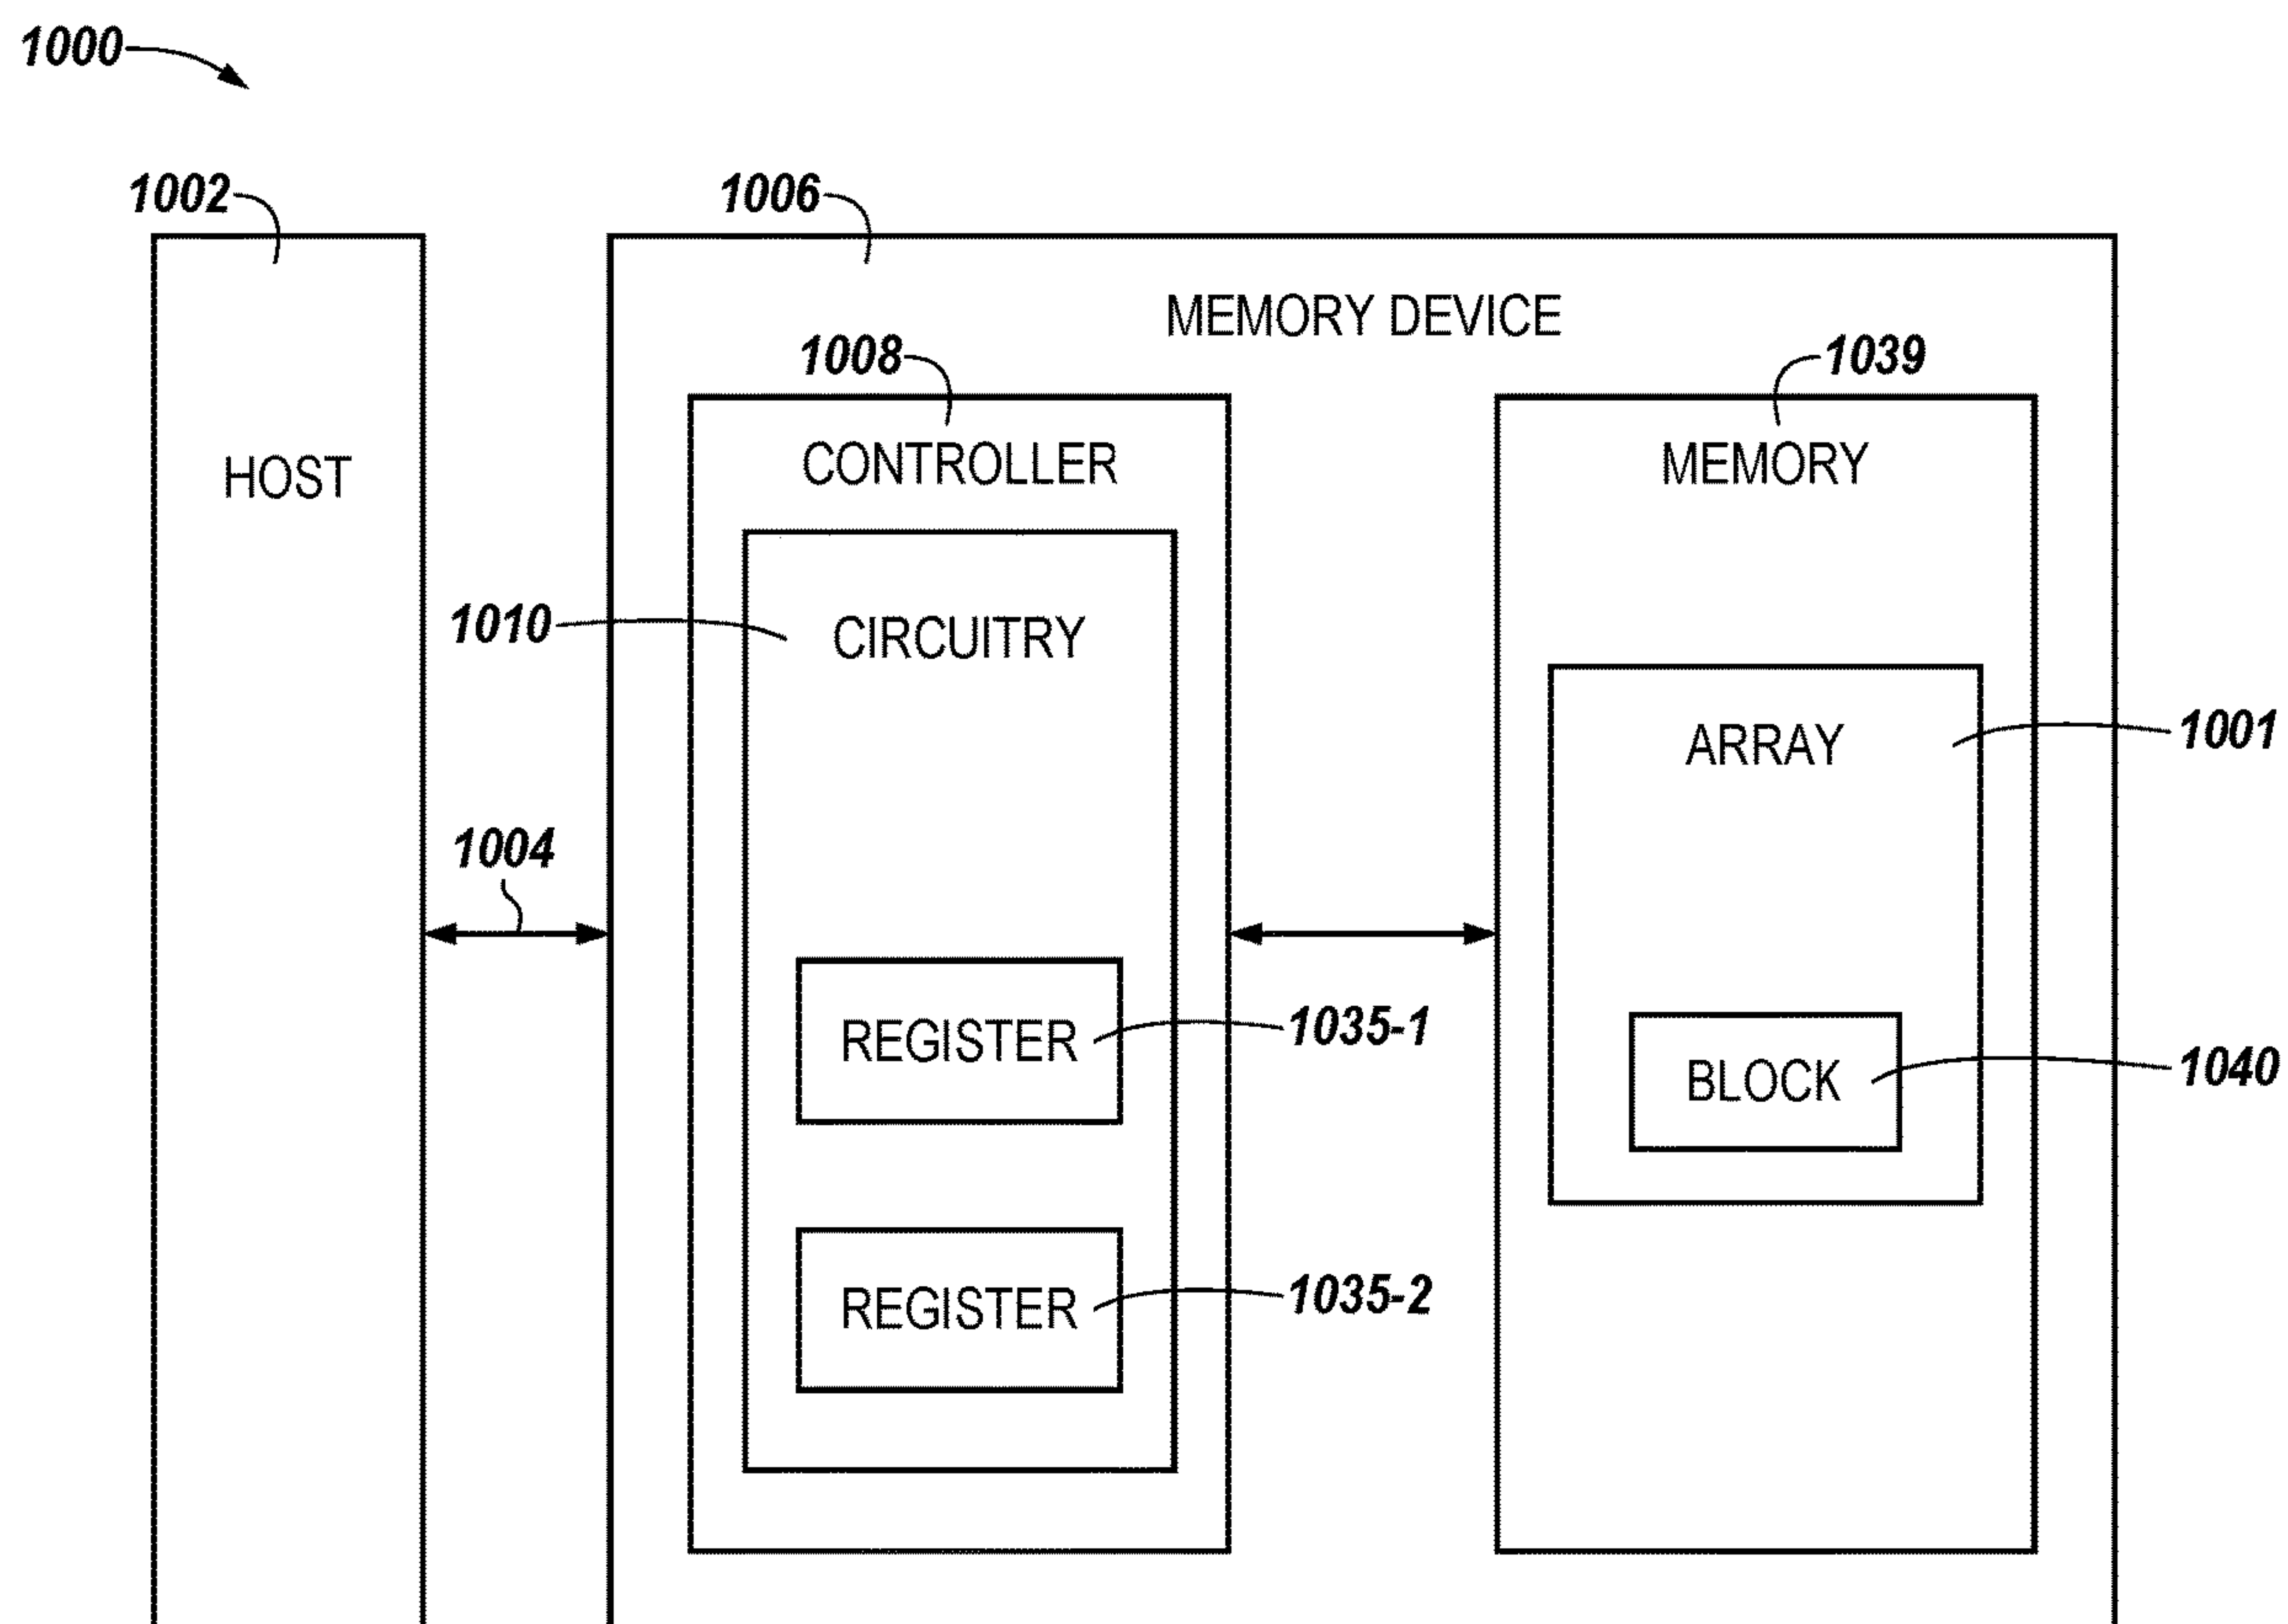 1000
1002
1006
MEMORY DEVICE
1008
1039
HOST
CONTROLLER
MEMORY
1010
CIRCUITRY
ARRAY
1001
1004
REGISTER
1035-1
BLOCK
1040
REGISTER
1035-2